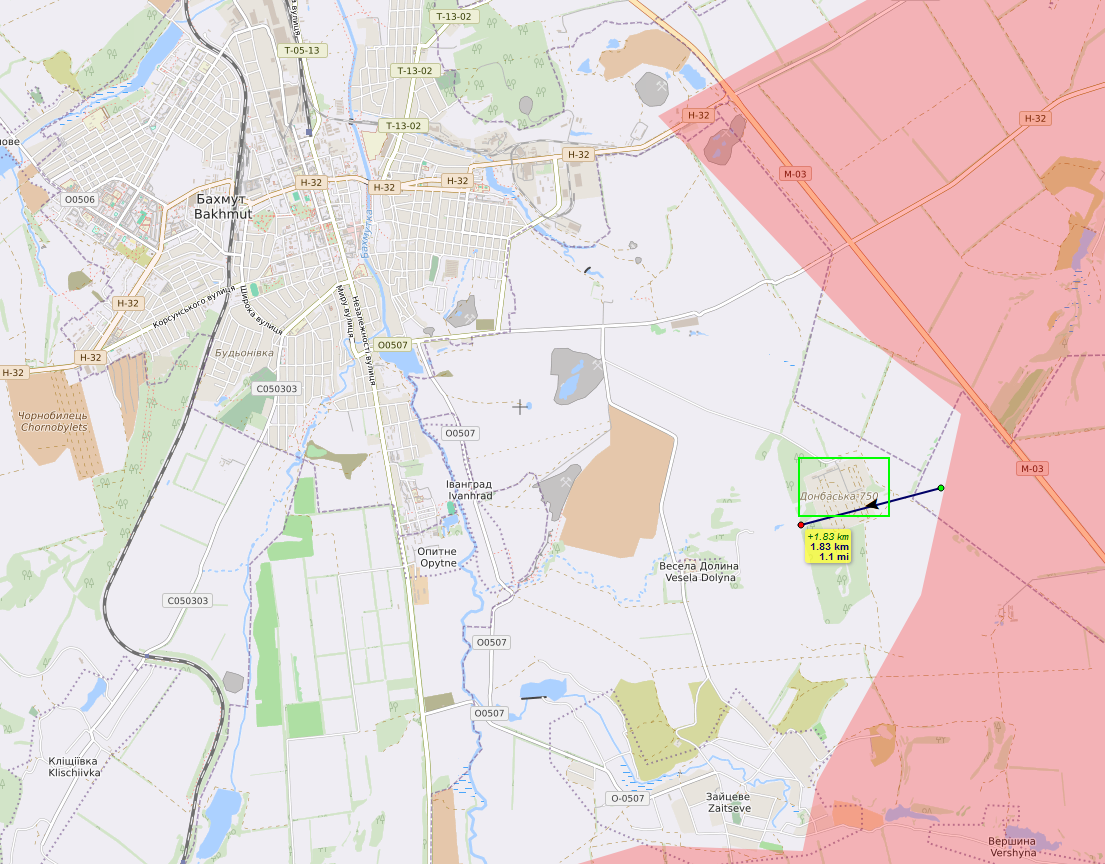 T-13-02
T-05-13
T-13-02
H-32
H-32
T-13-02
H-32
M-03
H-32
H-32
H-32
O0506
Бахмут
Bakhmut
Бахмутка
H-32
Корсунського вулиця
Широка вулиця
Миру вулиця
Незалежності вулиця
O0507
Будьонівка
H-32
H-32
C050303
Чорнобилець
Chornobylets
O0507
M-03
Іванград
Ivanhrad
Донбаська 750
+1.83 km
1.83 km
1.1 mi
Опитне
Opytne
Весела Долина
Vesela Dolyna
C050303
O0507
O0507
Кліщіївка
Klischiivka
O-0507
Зайцеве
Zaitseve
Вершина
Vershyna